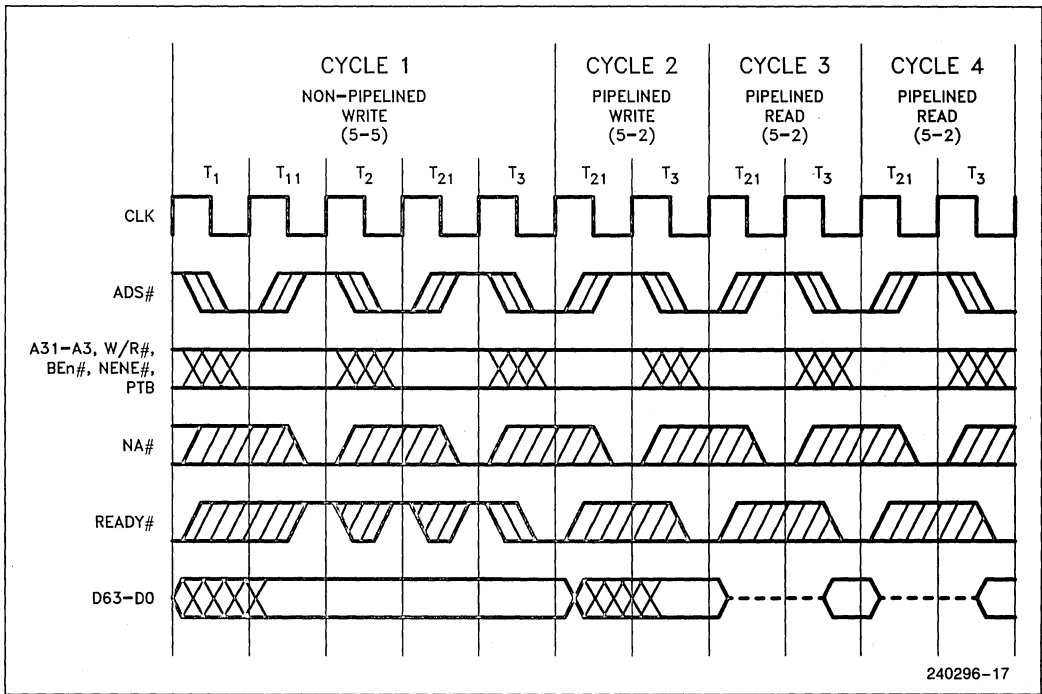 CYCLE 1 CYCLE 2 CYCLE 3 CYCLE 4
NON-PIPELINED PIPELINED PIPELINED PIPELINED
WRITE WRITE READ READ
(5-5) (5-2) (5-2) (5-2)
T1 T11 T2 T21 T3 T21 T3 T21 T3 T21 T3
CLK
ADS#
A31-A3, W/R#,
BEn#, NENE#,
PTB
NA#
READY#
D63-D0
240296-17